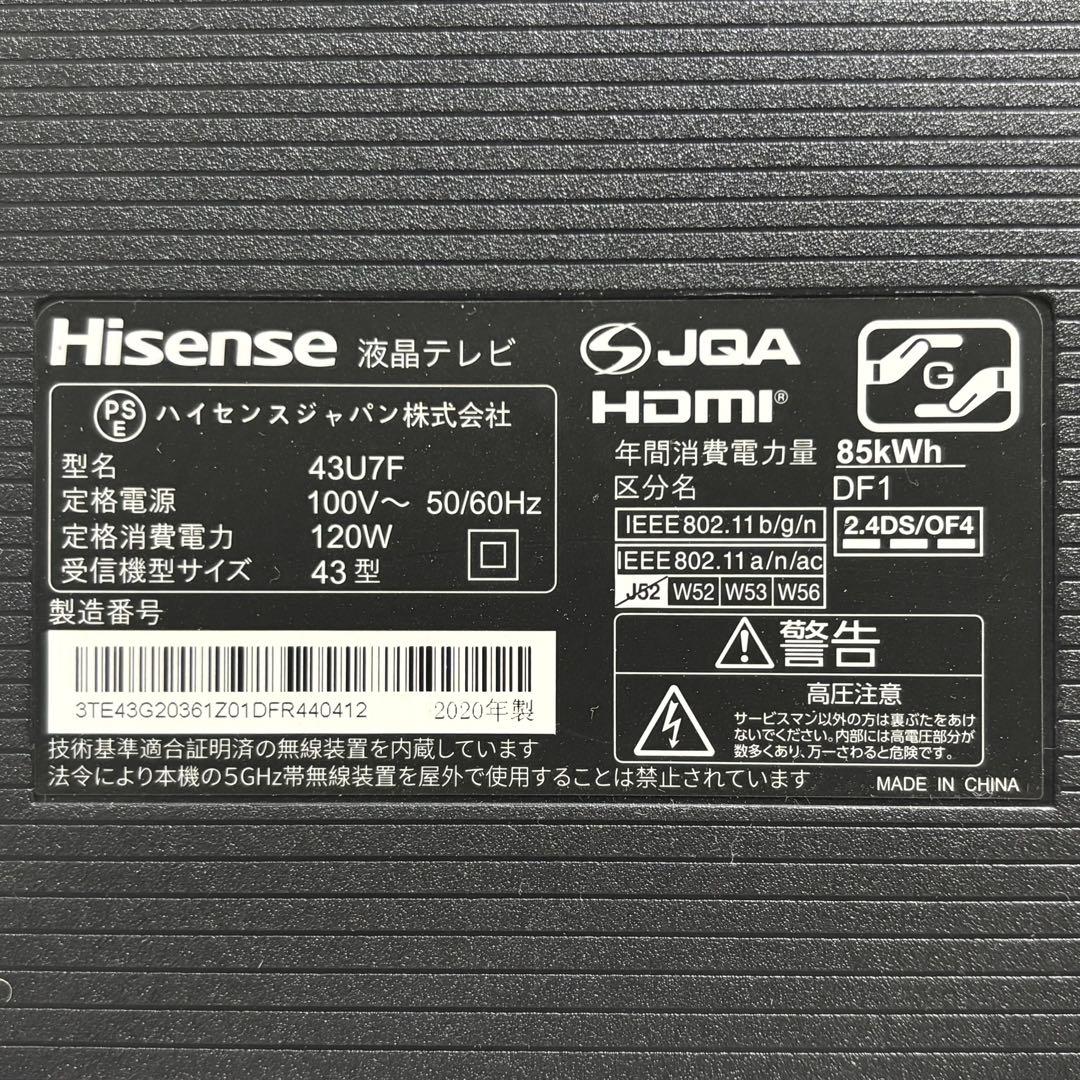 Hisense 液晶テレビ
PSE ハイセンスジャパン株式会社
型名 43U7F
定格電源 100V～ 50/60Hz
定格消費電力 120W
受信機型サイズ 43型
製造番号
3TE43G20361Z01DFR440412 2020年製
技術基準適合証明済の無線装置を内蔵しています
法令により本機の5GHz帯無線装置を屋外で使用することは禁止されています
JQA
HDMI®
G
年間消費電力量 85kWh
区分名 DF1
IEEE802.11b/g/n
2.4DS/OF4
IEEE802.11a/n/ac
J52 W52 W53 W56
警告
高圧注意
サービスマン以外の方は裏ぶたをあけ
ないでください。内部には高電圧部分が
数多くあり、万一さわると危険です。
MADE IN CHINA